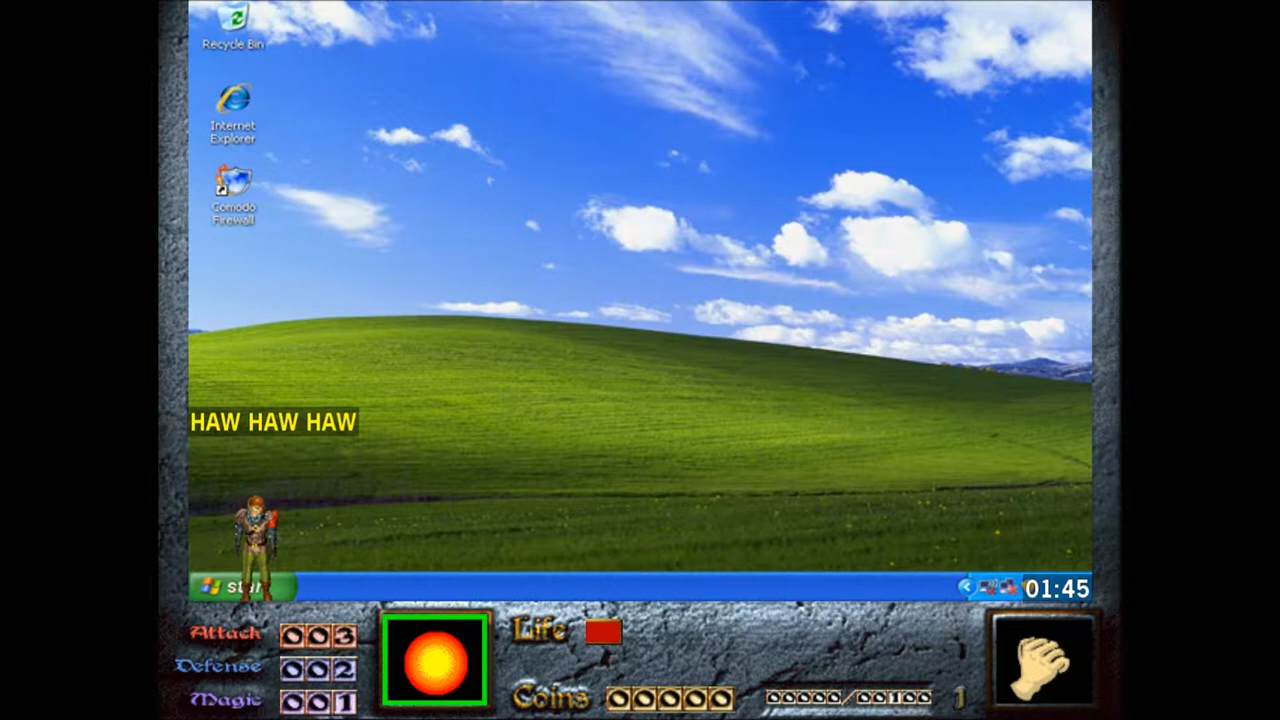 Recycle Bin
Internet
Explorer
Comodo
Firewall
HAW HAW HAW
start
01:45
Attack 003
Defense 002
Magic 001
Life
Coins 00000
00000/00100
1